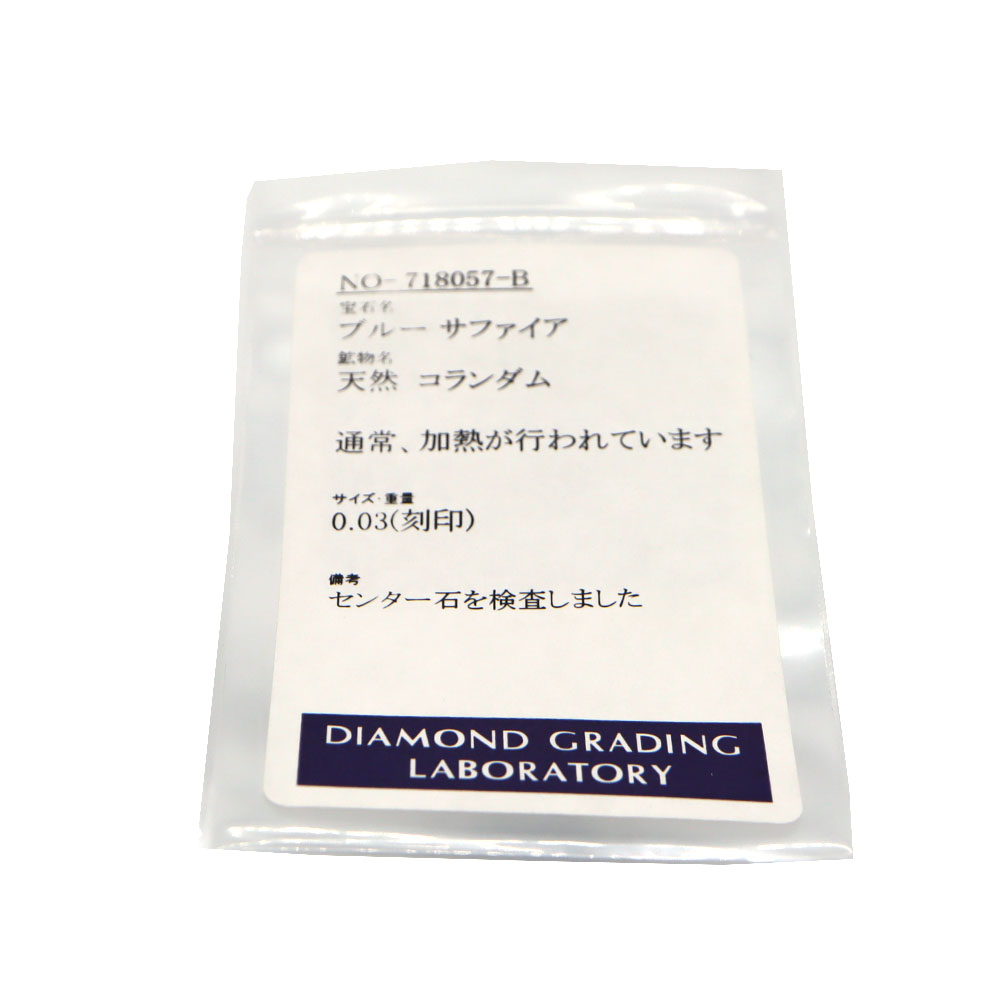 NO- 718057-B
宝石名
ブルー サファイア
鉱物名
天然 コランダム
通常、加熱が行われています
サイズ・重量
0.03(刻印)
備考
センター石を検査しました
DIAMOND GRADING
LABORATORY